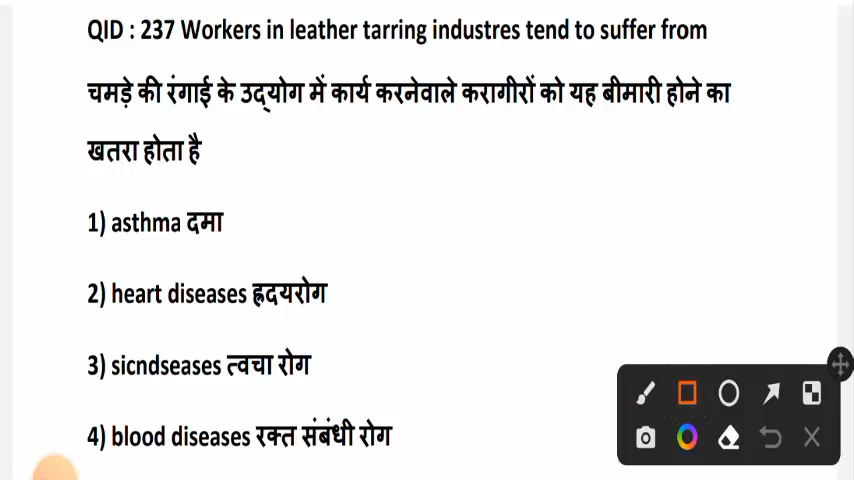 QID : 237 Workers in leather tarring industres tend to suffer from
चमड़े की रंगाई के उद्योग में कार्य करनेवाले करागीरों को यह बीमारी होने का
खतरा होता है
1) asthma दमा
2) heart diseases ह्रदयरोग
3) sicndseases त्वचा रोग
4) blood diseases रक्त संबंधी रोग